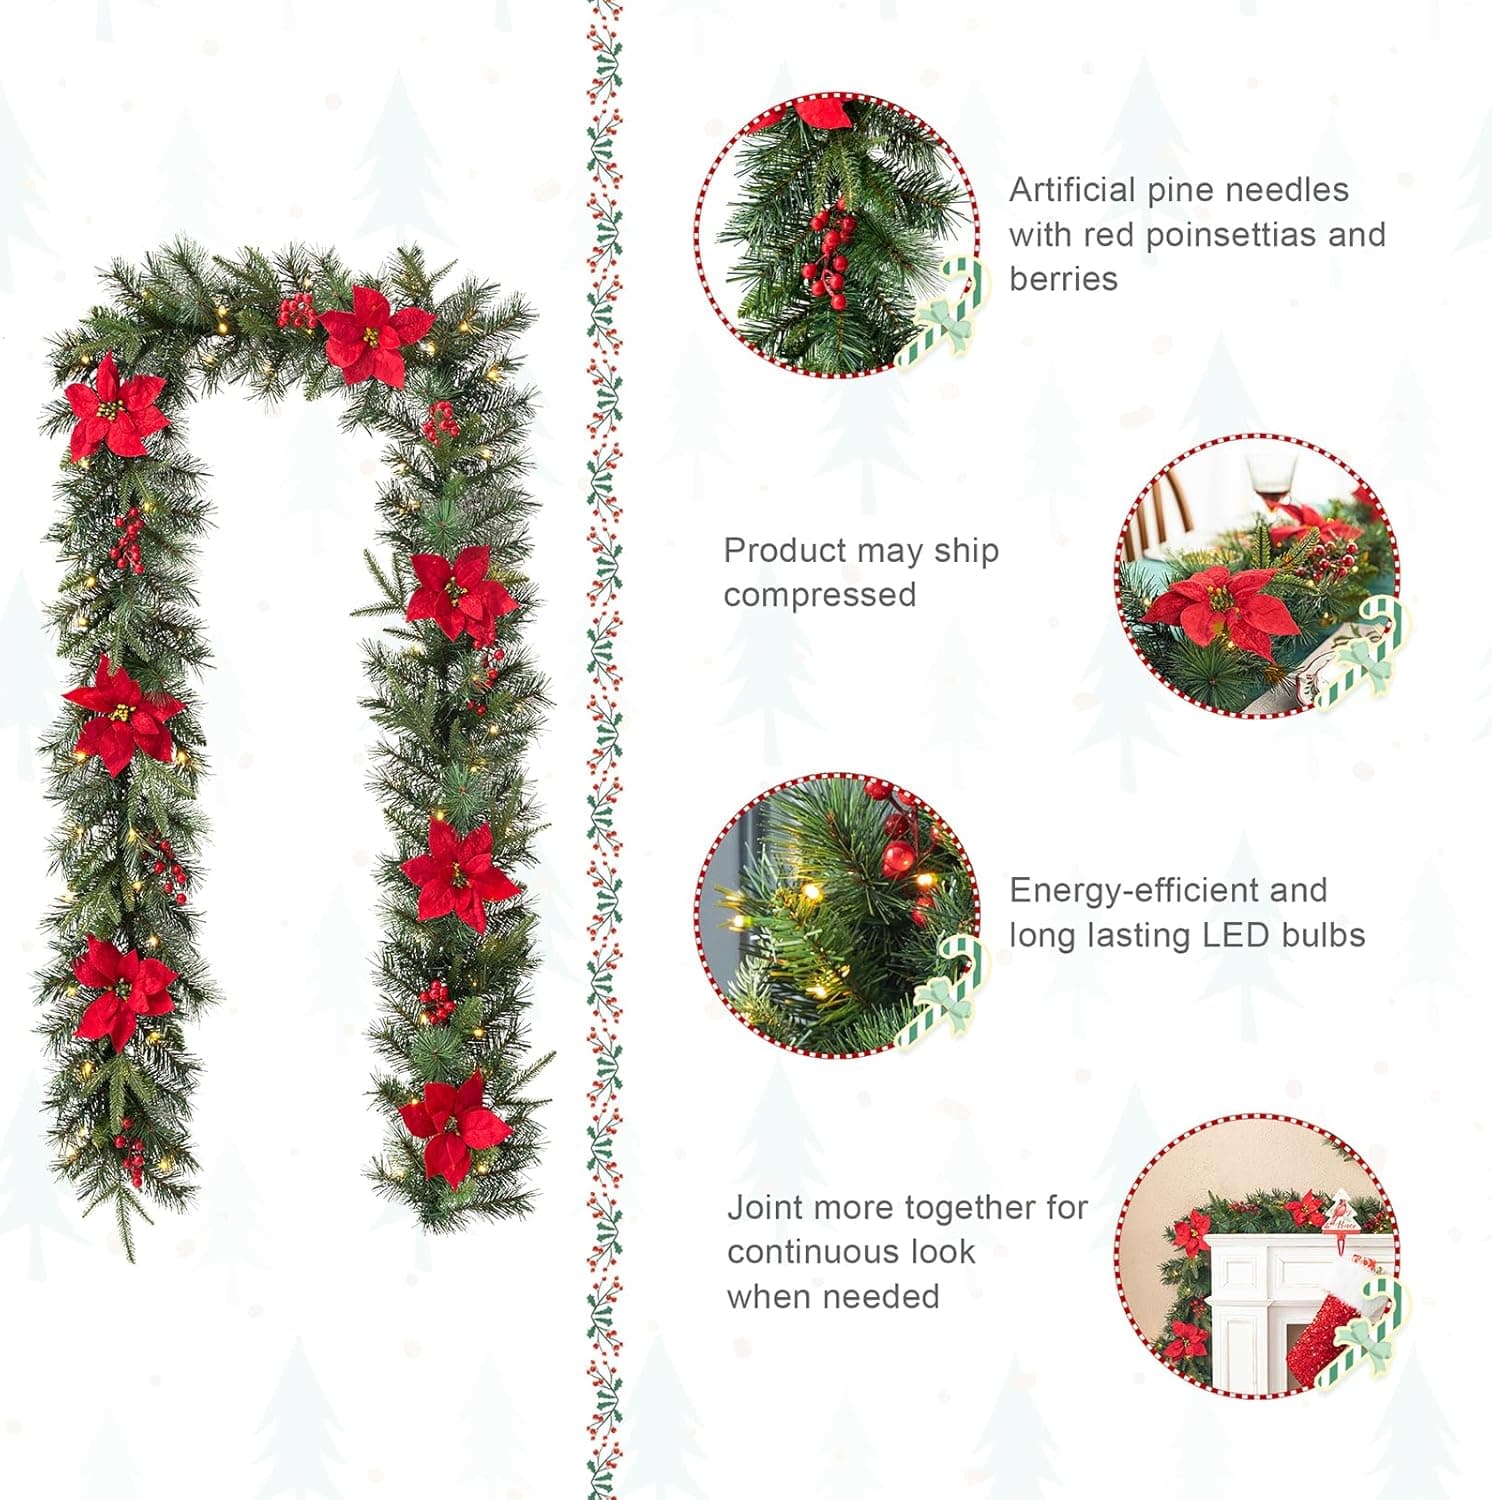 Artificial pine needles
with red poinsettias and
berries
Product may ship
compressed
Energy-efficient and
long lasting LED bulbs
Joint more together for
continuous look
when needed